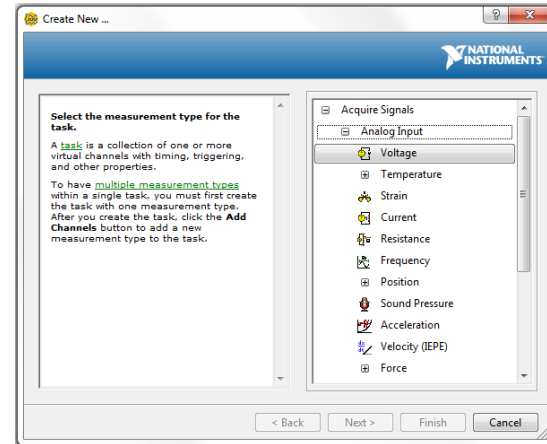 Create New ...
NATIONAL
INSTRUMENTS
Select the measurement type for the
task.
A task is a collection of one or more
virtual channels with timing, triggering,
and other properties.
To have multiple measurement types
within a single task, you must first create
the task with one measurement type.
After you create the task, click the Add
Channels button to add a new
measurement type to the task.
Acquire Signals
Analog Input
Voltage
Temperature
Strain
Current
Resistance
Frequency
Position
Sound Pressure
Acceleration
Velocity (IEPE)
Force
< Back
Next >
Finish
Cancel